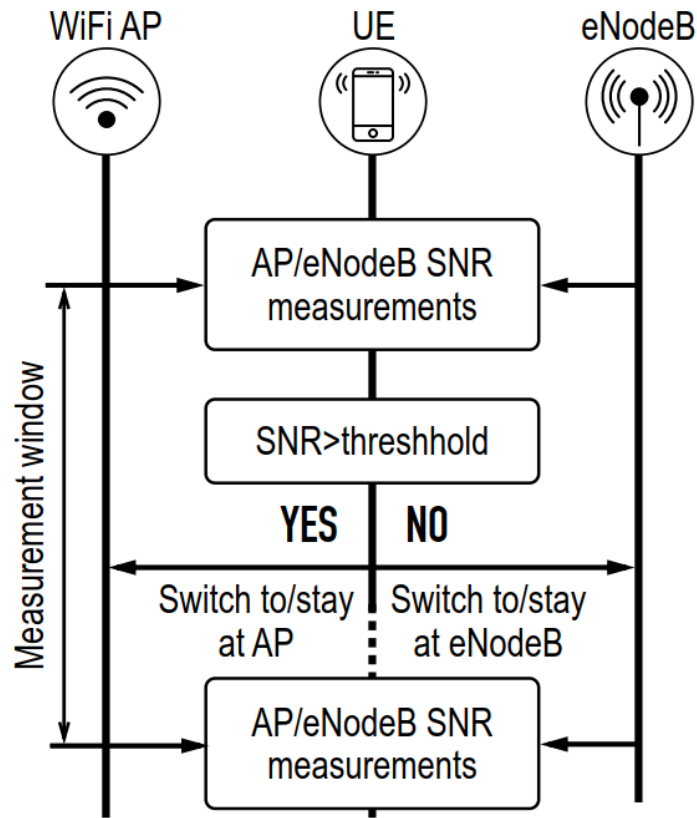 WiFi AP
UE
eNodeB
AP/eNodeB SNR
measurements
Measurement window
SNR>threshhold
YES
NO
Switch to/stay
at AP
Switch to/stay
at eNodeB
AP/eNodeB SNR
measurements